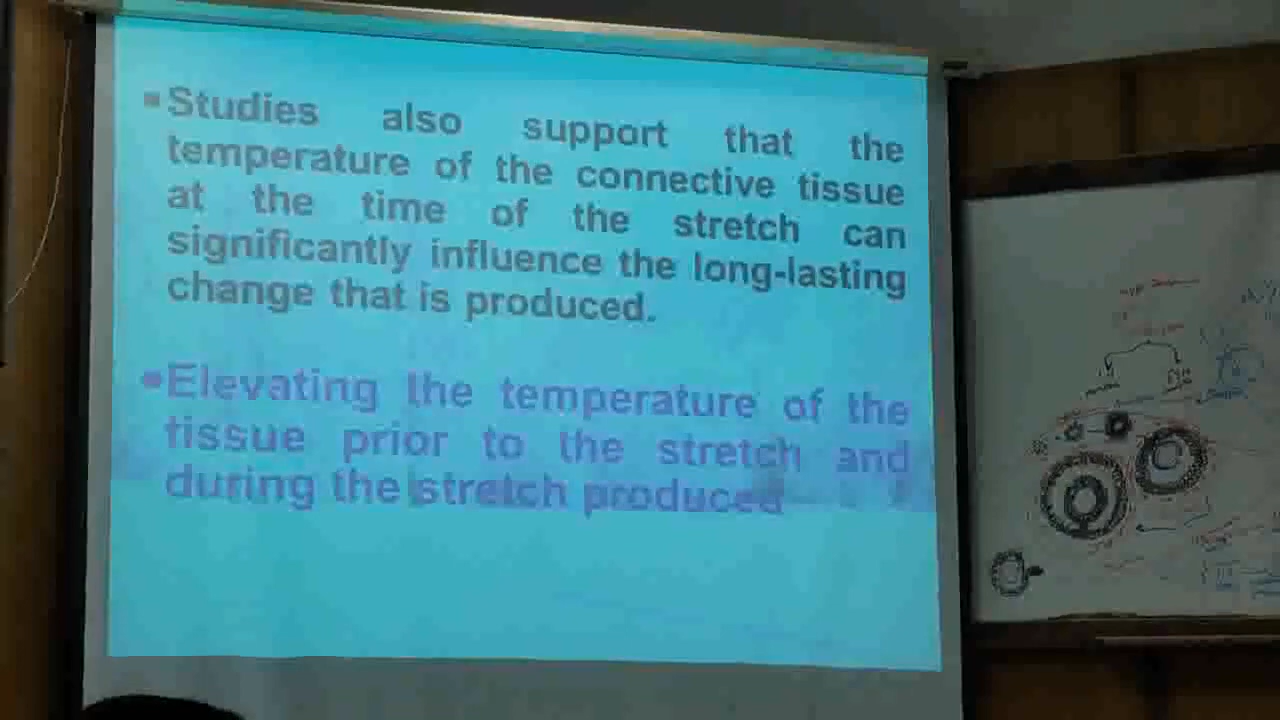 ▪Studies also support that the
temperature of the connective tissue
at the time of the stretch can
significantly influence the long-lasting
change that is produced.
▪Elevating the temperature of the
tissue prior to the stretch and
during the stretch produced